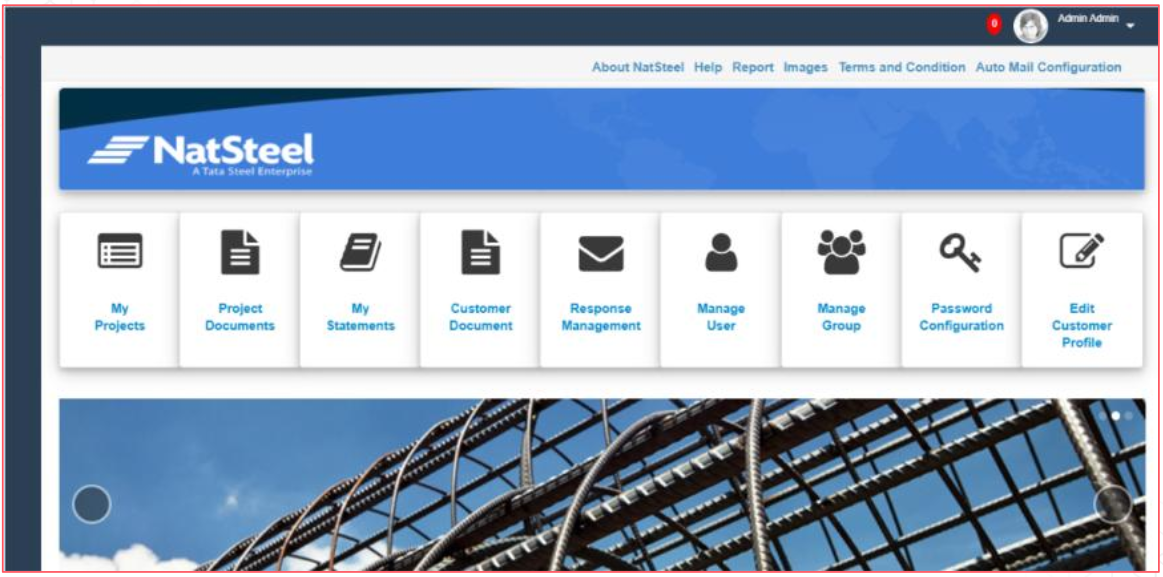 0 Admin Admin
About NatSteel Help Report Images Terms and Condition Auto Mail Configuration
NatSteel
A Tata Steel Enterprise
My
Projects
Project
Documents
My
Statements
Customer
Document
Response
Management
Manage
User
Manage
Group
Password
Configuration
Edit
Customer
Profile